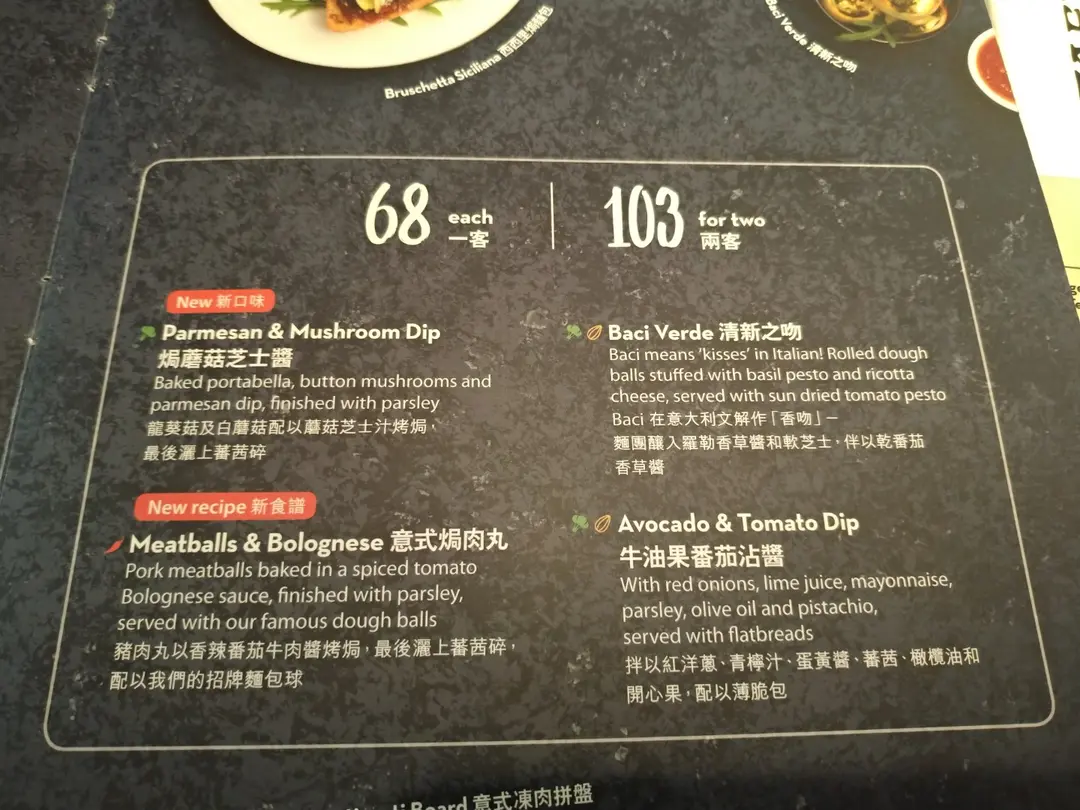 Bruschetta Siciliana 西西里焗麵包
Baci Verde 清新之吻
68 each 一客
103 for two 兩客
New 新口味
Parmesan & Mushroom Dip
焗蘑菇芝士醬
Baked portabella, button mushrooms and
parmesan dip, finished with parsley
龍葵菇及白蘑菇配以蘑菇芝士汁烤焗，
最後灑上蕃茜碎
New recipe 新食譜
Meatballs & Bolognese 意式焗肉丸
Pork meatballs baked in a spiced tomato
Bolognese sauce, finished with parsley,
served with our famous dough balls
豬肉丸以香辣番茄牛肉醬烤焗，最後灑上蕃茜碎，
配以我們的招牌麵包球
Baci Verde 清新之吻
Baci means ‘kisses’ in Italian! Rolled dough
balls stuffed with basil pesto and ricotta
cheese, served with sun dried tomato pesto
Baci 在意大利文解作「香吻」–
麵團釀入羅勒香草醬和軟芝士，伴以乾番茄
香草醬
Avocado & Tomato Dip
牛油果番茄沾醬
With red onions, lime juice, mayonnaise,
parsley, olive oil and pistachio,
served with flatbreads
拌以紅洋蔥、青檸汁、蛋黃醬、蕃茜、橄欖油和
開心果，配以薄脆包
Board 意式凍肉拼盤